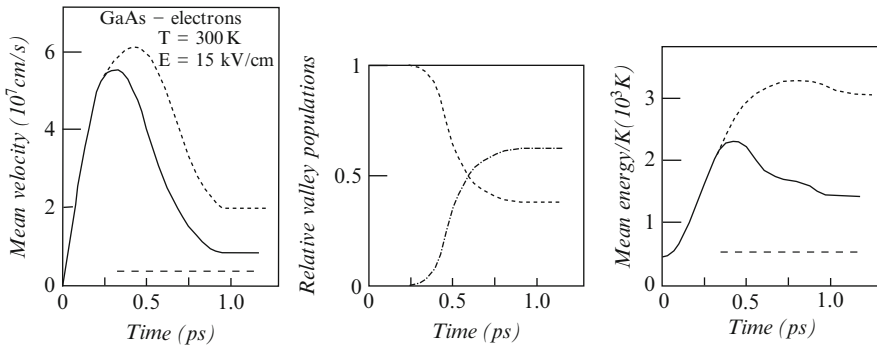 GaAs – electrons
T = 300 K
E = 15 kV/cm
Mean velocity (10⁷cm/s)
6
4
2
0
0
0.5
1.0
Time (ps)
Relative valley populations
1
0.5
0
0
0.5
1.0
Time (ps)
Mean energy/K(10³K)
3
2
1
0
0
0.5
1.0
Time (ps)